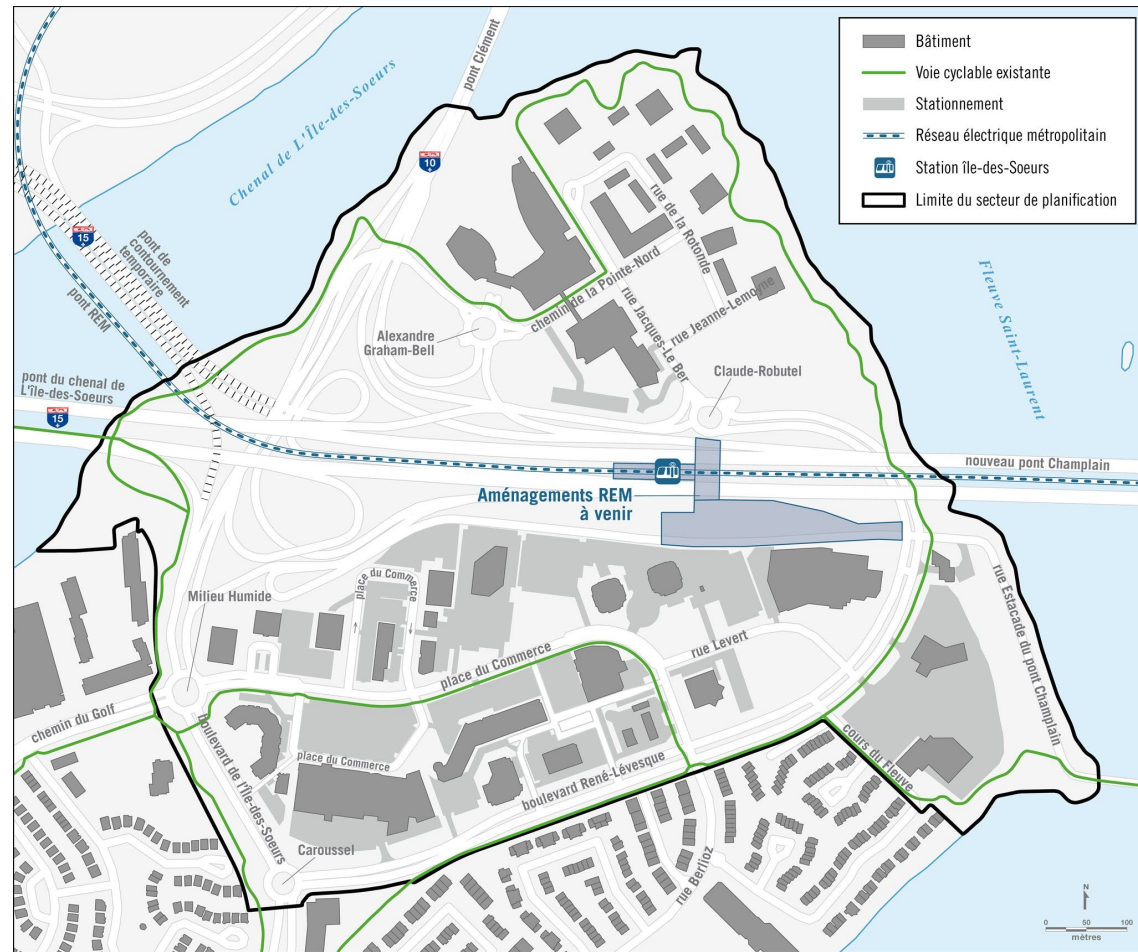 Bâtiment
Voie cyclable existante
Stationnement
Réseau électrique métropolitain
Station île-des-Soeurs
Limite du secteur de planification
pont Clément
Chenal de L'Île-des-Soeurs
10
15
pont de
contournement
temporaire
pont REM
rue de la Rotonde
chemin de la Pointe-Nord
rue Jacques-Le Ber
rue Jeanne-Lemoyne
Alexandre
Graham-Bell
Claude-Robutel
Fleuve Saint-Laurent
pont du chenal de
L'île-des-Soeurs
15
nouveau pont Champlain
Aménagements REM
à venir
place du Commerce
Milieu Humide
place du Commerce
rue Levert
rue Estacade du pont Champlain
chemin du Golf
boulevard de l'Île-des-Soeurs
place du Commerce
boulevard René-Lévesque
cours du Fleuve
Caroussel
rue Berlioz
N
0 50 100
mètres